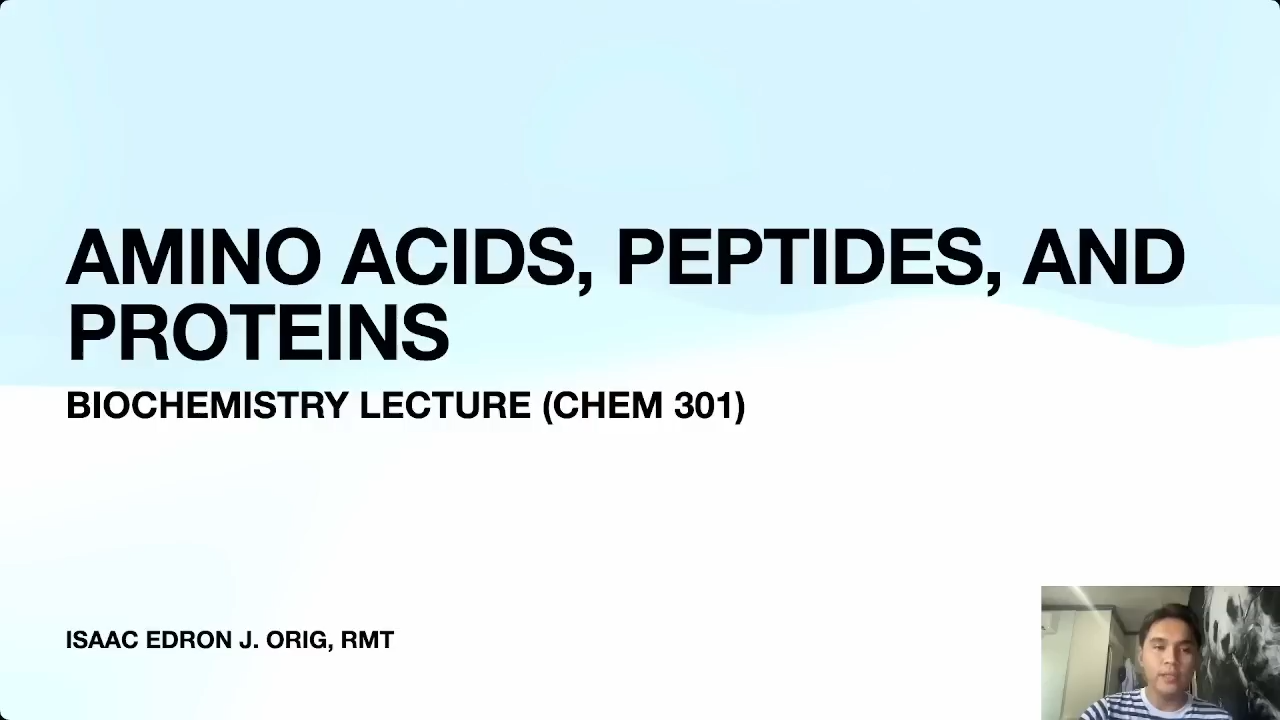 AMINO ACIDS, PEPTIDES, AND
PROTEINS
BIOCHEMISTRY LECTURE (CHEM 301)
ISAAC EDRON J. ORIG, RMT